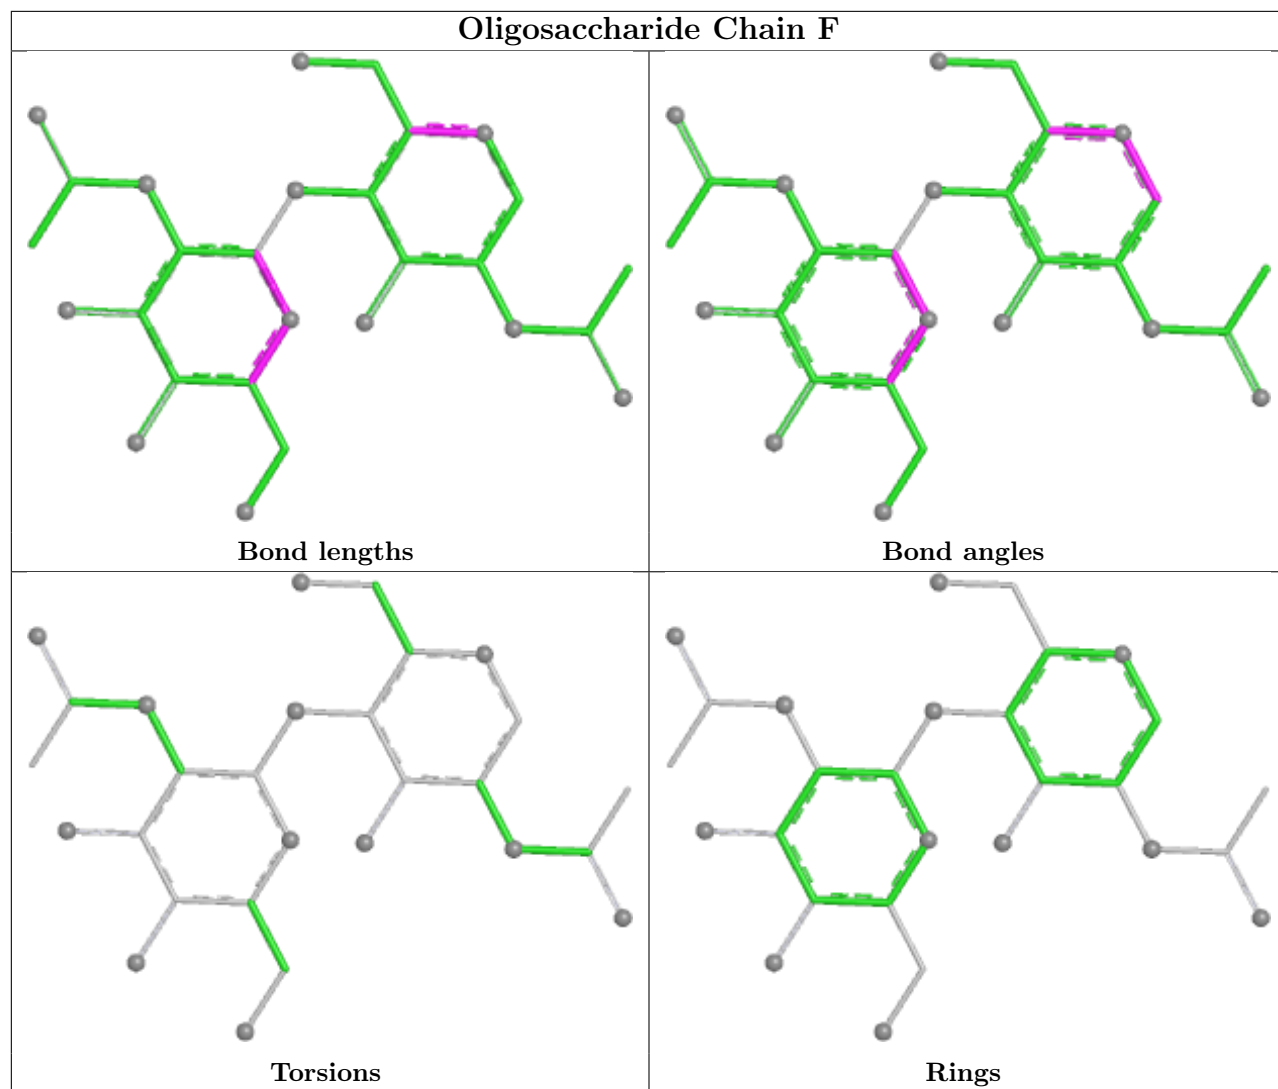 Oligosaccharide Chain F
Bond lengths
Bond angles
Torsions
Rings